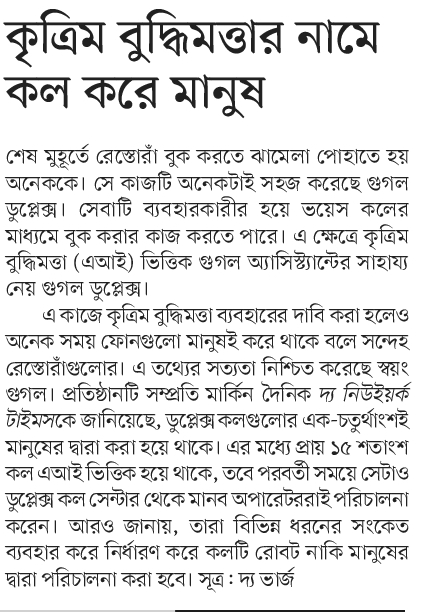 কৃত্রিম বুদ্ধিমত্তার নামে
কল করে মানুষ
শেষ মুহূর্তে রেস্তোরাঁ বুক করতে ঝামেলা পোহাতে হয়
অনেককে। সে কাজটি অনেকটাই সহজ করেছে গুগল
ডুপ্লেক্স। সেবাটি ব্যবহারকারীর হয়ে ভয়েস কলের
মাধ্যমে বুক করার কাজ করতে পারে। এ ক্ষেত্রে কৃত্রিম
বুদ্ধিমত্তা (এআই) ভিত্তিক গুগল অ্যাসিস্ট্যান্টের সাহায্য
নেয় গুগল ডুপ্লেক্স।
এ কাজে কৃত্রিম বুদ্ধিমত্তা ব্যবহারের দাবি করা হলেও
অনেক সময় ফোনগুলো মানুষই করে থাকে বলে সন্দেহ
রেস্তোরাঁগুলোর। এ তথ্যের সত্যতা নিশ্চিত করেছে স্বয়ং
গুগল। প্রতিষ্ঠানটি সম্প্রতি মার্কিন দৈনিক দ্য নিউইয়র্ক
টাইমসকে জানিয়েছে, ডুপ্লেক্স কলগুলোর এক-চতুর্থাংশই
মানুষের দ্বারা করা হয়ে থাকে। এর মধ্যে প্রায় ১৫ শতাংশ
কল এআই ভিত্তিক হয়ে থাকে, তবে পরবর্তী সময়ে সেটাও
ডুপ্লেক্স কল সেন্টার থেকে মানব অপারেটররাই পরিচালনা
করেন। আরও জানায়, তারা বিভিন্ন ধরনের সংকেত
ব্যবহার করে নির্ধারণ করে কলটি রোবট নাকি মানুষের
দ্বারা পরিচালনা করা হবে। সূত্র : দ্য ভার্জ